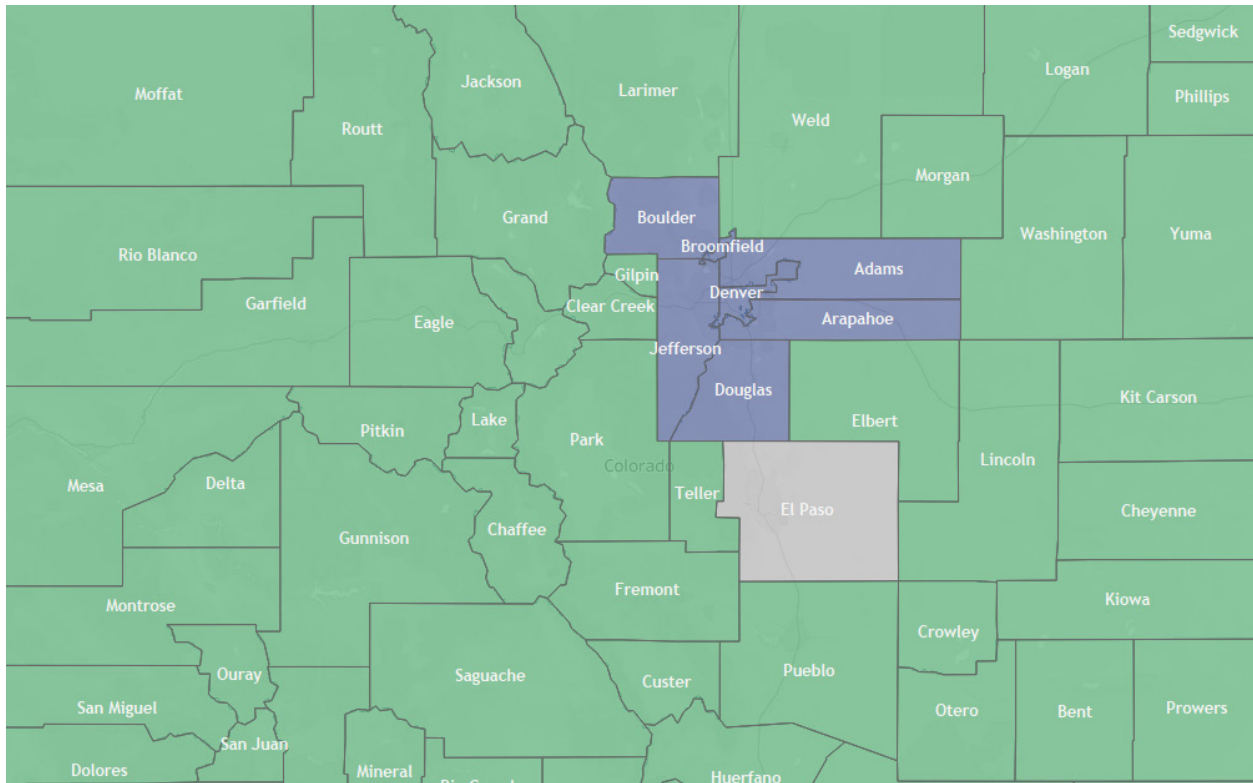 Sedgwick
Logan
Jackson
Larimer
Moffat
Phillips
Weld
Routt
Morgan
Boulder
Grand
Washington
Yuma
Broomfield
Rio Blanco
Adams
Gilpin
Denver
Garfield
Clear Creek
Arapahoe
Eagle
Jefferson
Douglas
Kit Carson
Lake
Elbert
Pitkin
Park
Lincoln
Colorado
Delta
Mesa
Teller
El Paso
Cheyenne
Chaffee
Gunnison
Fremont
Kiowa
Montrose
Crowley
Pueblo
Ouray
Saguache
Custer
San Miguel
Prowers
Otero
Bent
San Juan
Dolores
Mineral
Huerfano